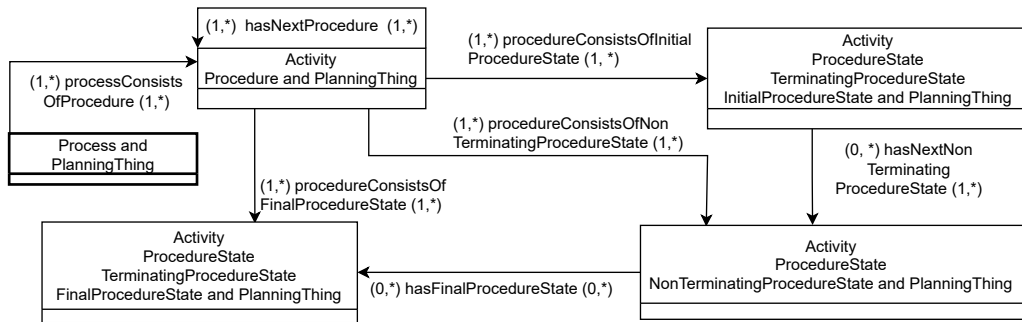 (1,*) hasNextProcedure (1,*)
Activity
Procedure and PlanningThing
(1,*) processConsists
OfProcedure (1,*)
Process and
PlanningThing
(1,*) procedureConsistsOfInitial
ProcedureState (1, *)
Activity
ProcedureState
TerminatingProcedureState
InitialProcedureState and PlanningThing
(1,*) procedureConsistsOfNon
TerminatingProcedureState (1,*)
(0, *) hasNextNon
Terminating
ProcedureState (1,*)
(1,*) procedureConsistsOf
FinalProcedureState (1,*)
Activity
ProcedureState
TerminatingProcedureState
FinalProcedureState and PlanningThing
(0,*) hasFinalProcedureState (0,*)
Activity
ProcedureState
NonTerminatingProcedureState and PlanningThing